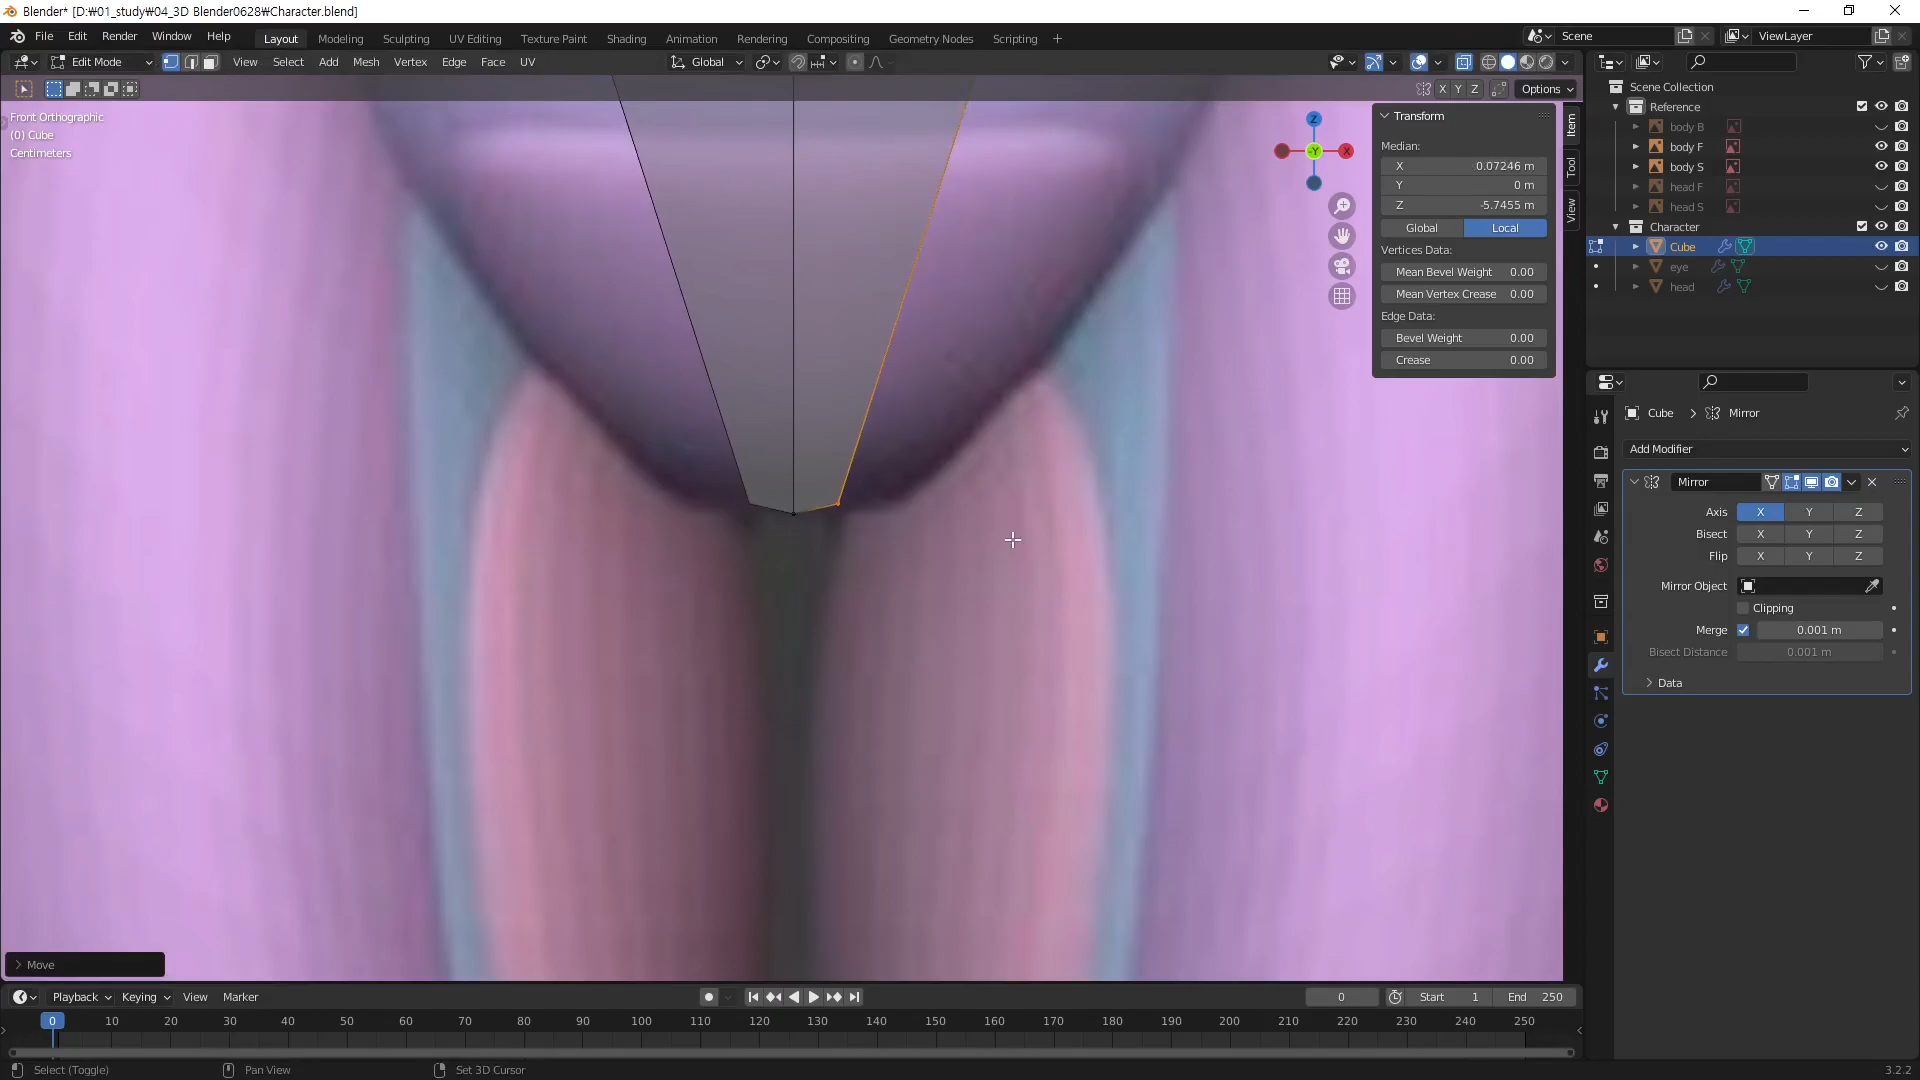 Blender* [D:₩01_study₩04_3D Blender0628₩Character.blend]
File Edit Render Window Help
Layout Modeling Sculpting UV Editing Texture Paint Shading Animation Rendering Compositing Geometry Nodes Scripting +
Scene
ViewLayer
Edit Mode View Select Add Mesh Vertex Edge Face UV
Global
X Y Z
Options
Front Orthographic
(0) Cube
Centimeters
Z
Y
X
Transform
Median:
X 0.07246 m
Y 0 m
Z -5.7455 m
Global Local
Vertices Data:
Mean Bevel Weight 0.00
Mean Vertex Crease 0.00
Edge Data:
Bevel Weight 0.00
Crease 0.00
Item
Tool
View
Scene Collection
Reference
body B
body F
body S
head F
head S
Character
Cube
eye
head
Cube > Mirror
Add Modifier
Mirror
Axis X Y Z
Bisect X Y Z
Flip X Y Z
Mirror Object
Clipping
Merge 0.001 m
Bisect Distance 0.001 m
Data
Move
Playback Keying View Marker
0
Start 1
End 250
0 10 20 30 40 50 60 70 80 90 100 110 120 130 140 150 160 170 180 190 200 210 220 230 240 250
Select (Toggle)
Pan View
Set 3D Cursor
3.2.2